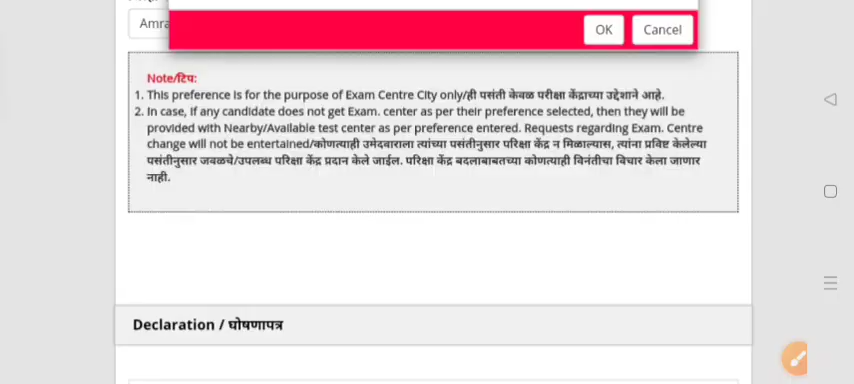 Amra
OK Cancel
Note/टिप:
1. This preference is for the purpose of Exam Centre City only/ही पसंती केवळ परीक्षा केंद्राच्या उद्देशाने आहे.
2. In case, if any candidate does not get Exam. center as per their preference selected, then they will be
provided with Nearby/Available test center as per preference entered. Requests regarding Exam. Centre
change will not be entertained/कोणत्याही उमेदवाराला त्यांच्या पसंतीनुसार परिक्षा केंद्र न मिळाल्यास, त्यांना प्रविष्ट केलेल्या
पसंतीनुसार जवळचे/उपलब्ध परिक्षा केंद्र प्रदान केले जाईल. परिक्षा केंद्र बदलाबाबतच्या कोणत्याही विनंतीचा विचार केला जाणार
नाही.
Declaration / घोषणापत्र